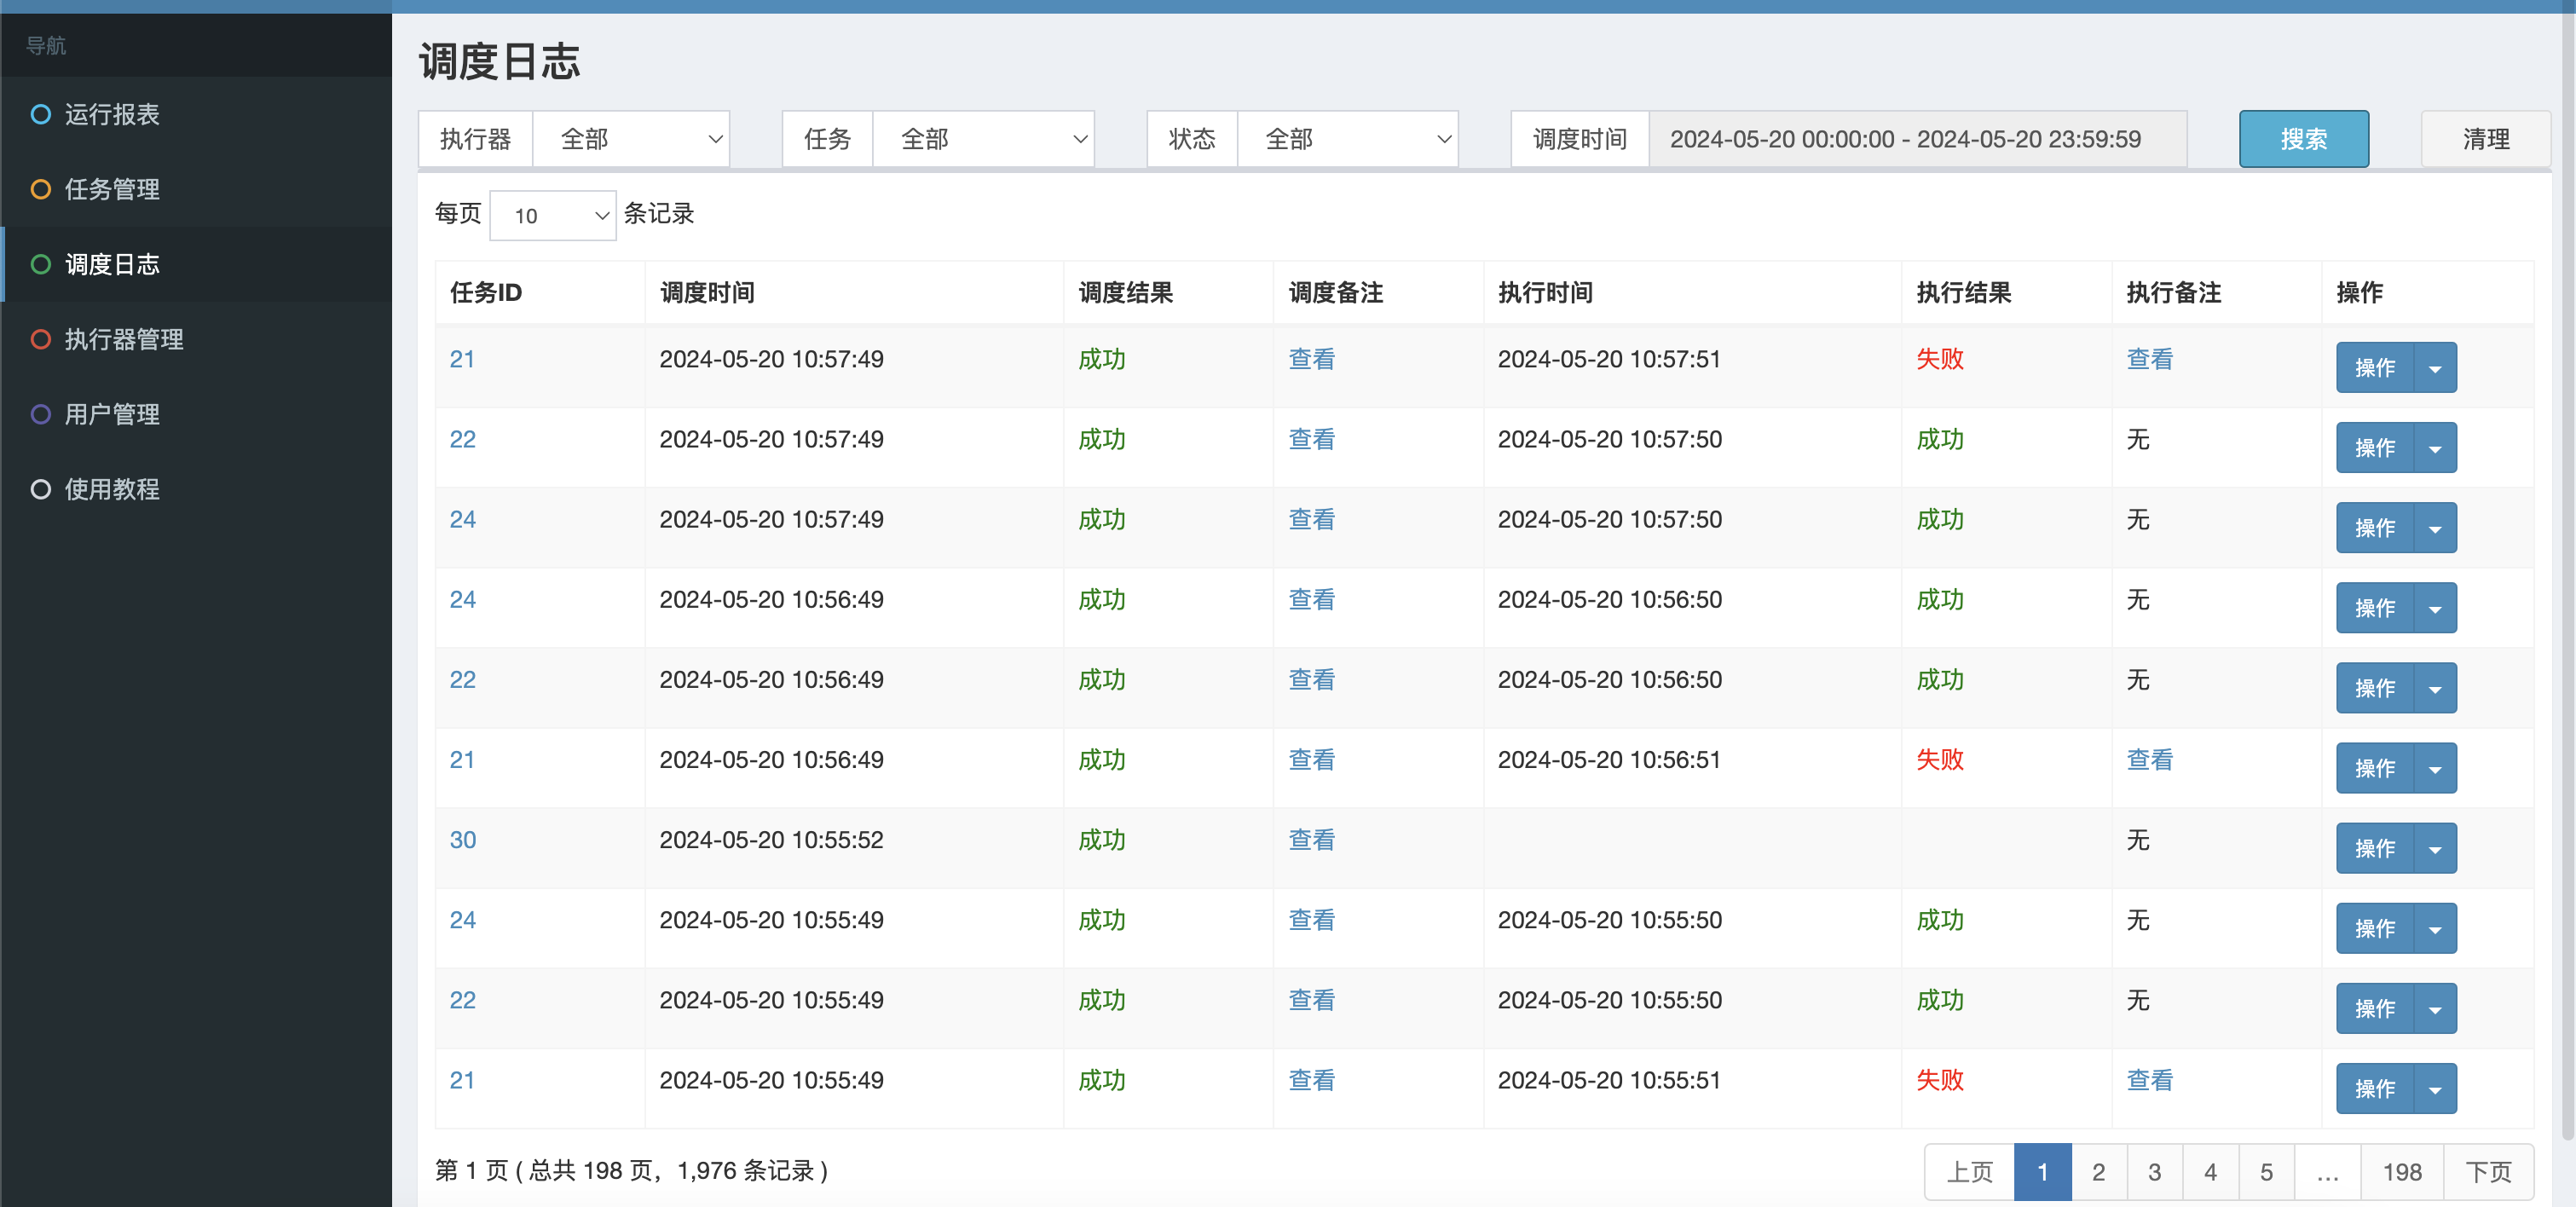 导航
运行报表
任务管理
调度日志
执行器管理
用户管理
使用教程
调度日志
执行器 全部 任务 全部 状态 全部 调度时间 2024-05-20 00:00:00 - 2024-05-20 23:59:59 搜索 清理
每页 10 条记录
任务ID 调度时间 调度结果 调度备注 执行时间 执行结果 执行备注 操作
21 2024-05-20 10:57:49 成功 查看 2024-05-20 10:57:51 失败 查看 操作
22 2024-05-20 10:57:49 成功 查看 2024-05-20 10:57:50 成功 无 操作
24 2024-05-20 10:57:49 成功 查看 2024-05-20 10:57:50 成功 无 操作
24 2024-05-20 10:56:49 成功 查看 2024-05-20 10:56:50 成功 无 操作
22 2024-05-20 10:56:49 成功 查看 2024-05-20 10:56:50 成功 无 操作
21 2024-05-20 10:56:49 成功 查看 2024-05-20 10:56:51 失败 查看 操作
30 2024-05-20 10:55:52 成功 查看 无 操作
24 2024-05-20 10:55:49 成功 查看 2024-05-20 10:55:50 成功 无 操作
22 2024-05-20 10:55:49 成功 查看 2024-05-20 10:55:50 成功 无 操作
21 2024-05-20 10:55:49 成功 查看 2024-05-20 10:55:51 失败 查看 操作
第 1 页 ( 总共 198 页，1,976 条记录 ) 上页 1 2 3 4 5 … 198 下页